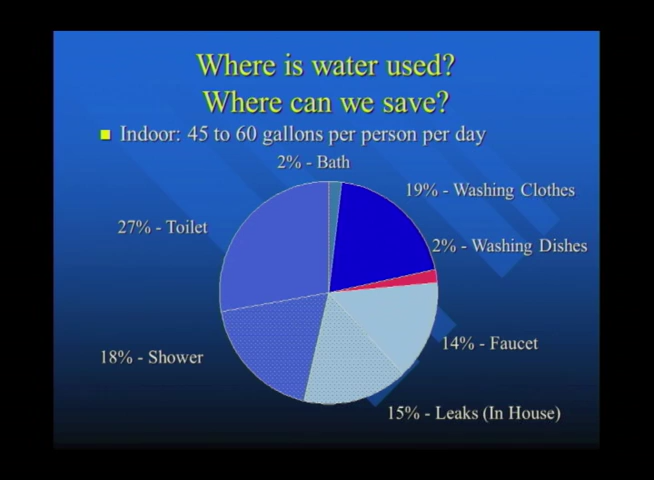 Where is water used?
Where can we save?
Indoor: 45 to 60 gallons per person per day
2% - Bath
19% - Washing Clothes
27% - Toilet
2% - Washing Dishes
14% - Faucet
18% - Shower
15% - Leaks (In House)